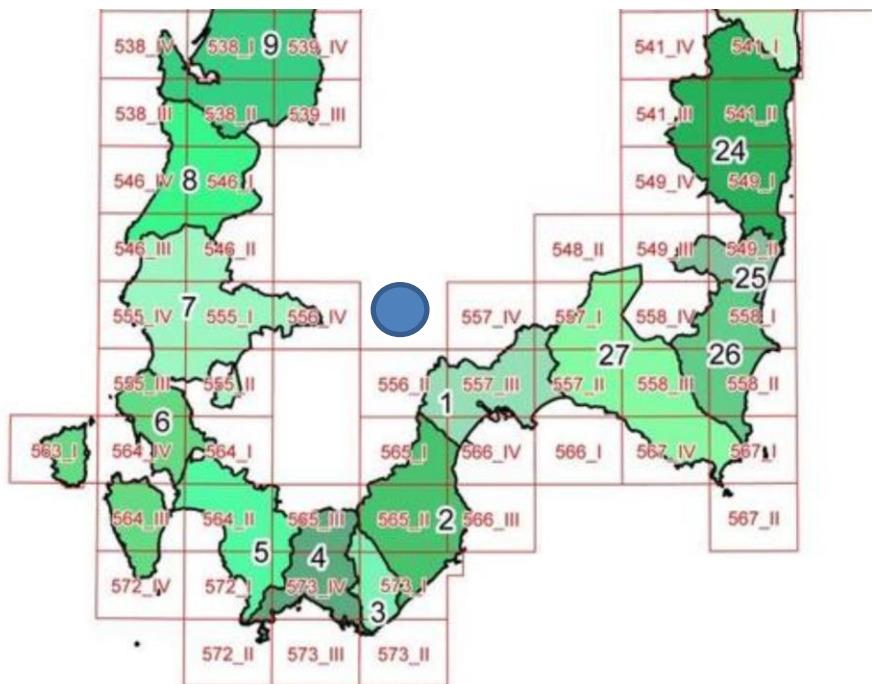 538_IV 538_I 9 539_IV 541_IV 541_I
538_III 538_II 539_III 541_III 541_II
24
8 546_IV 546_I 549_IV 549_I
546_III 546_II 548_II 549_III 549_II
25
7 555_IV 555_I 556_IV 557_IV 557_I 558_IV 558_I
27 26
555_III 555_II 556_II 557_III 557_II 558_III 558_II
1
6
563_I 564_IV 564_I 565_I 566_IV 566_I 567_IV 567_I
564_III 564_II 565_III 565_II 2 566_III 567_II
5 4
572_IV 572_I 573_IV 573_I
3
572_II 573_III 573_II